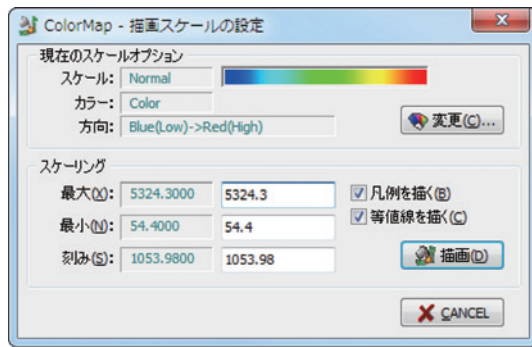 ColorMap - 描画スケールの設定
現在のスケールオプション
スケール: Normal
カラー: Color
方向: Blue(Low)->Red(High)
変更(C)...
スケーリング
最大(X): 5324.3000 5324.3
凡例を描く(B)
最小(N): 54.4000 54.4
等値線を描く(C)
刻み(S): 1053.9800 1053.98
描画(D)
CANCEL